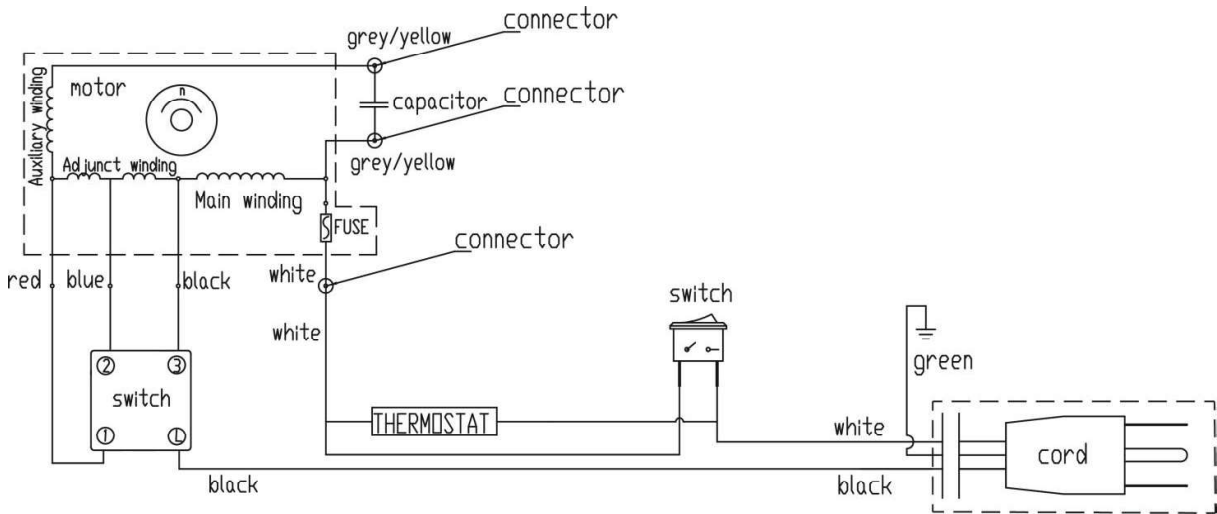 connector
grey/yellow
motor
n
Auxiliary winding
capacitor
connector
grey/yellow
Adjunct winding
Main winding
FUSE
connector
red
blue
black
white
switch
white
green
2
3
switch
1
L
THERMOSTAT
white
cord
black
black